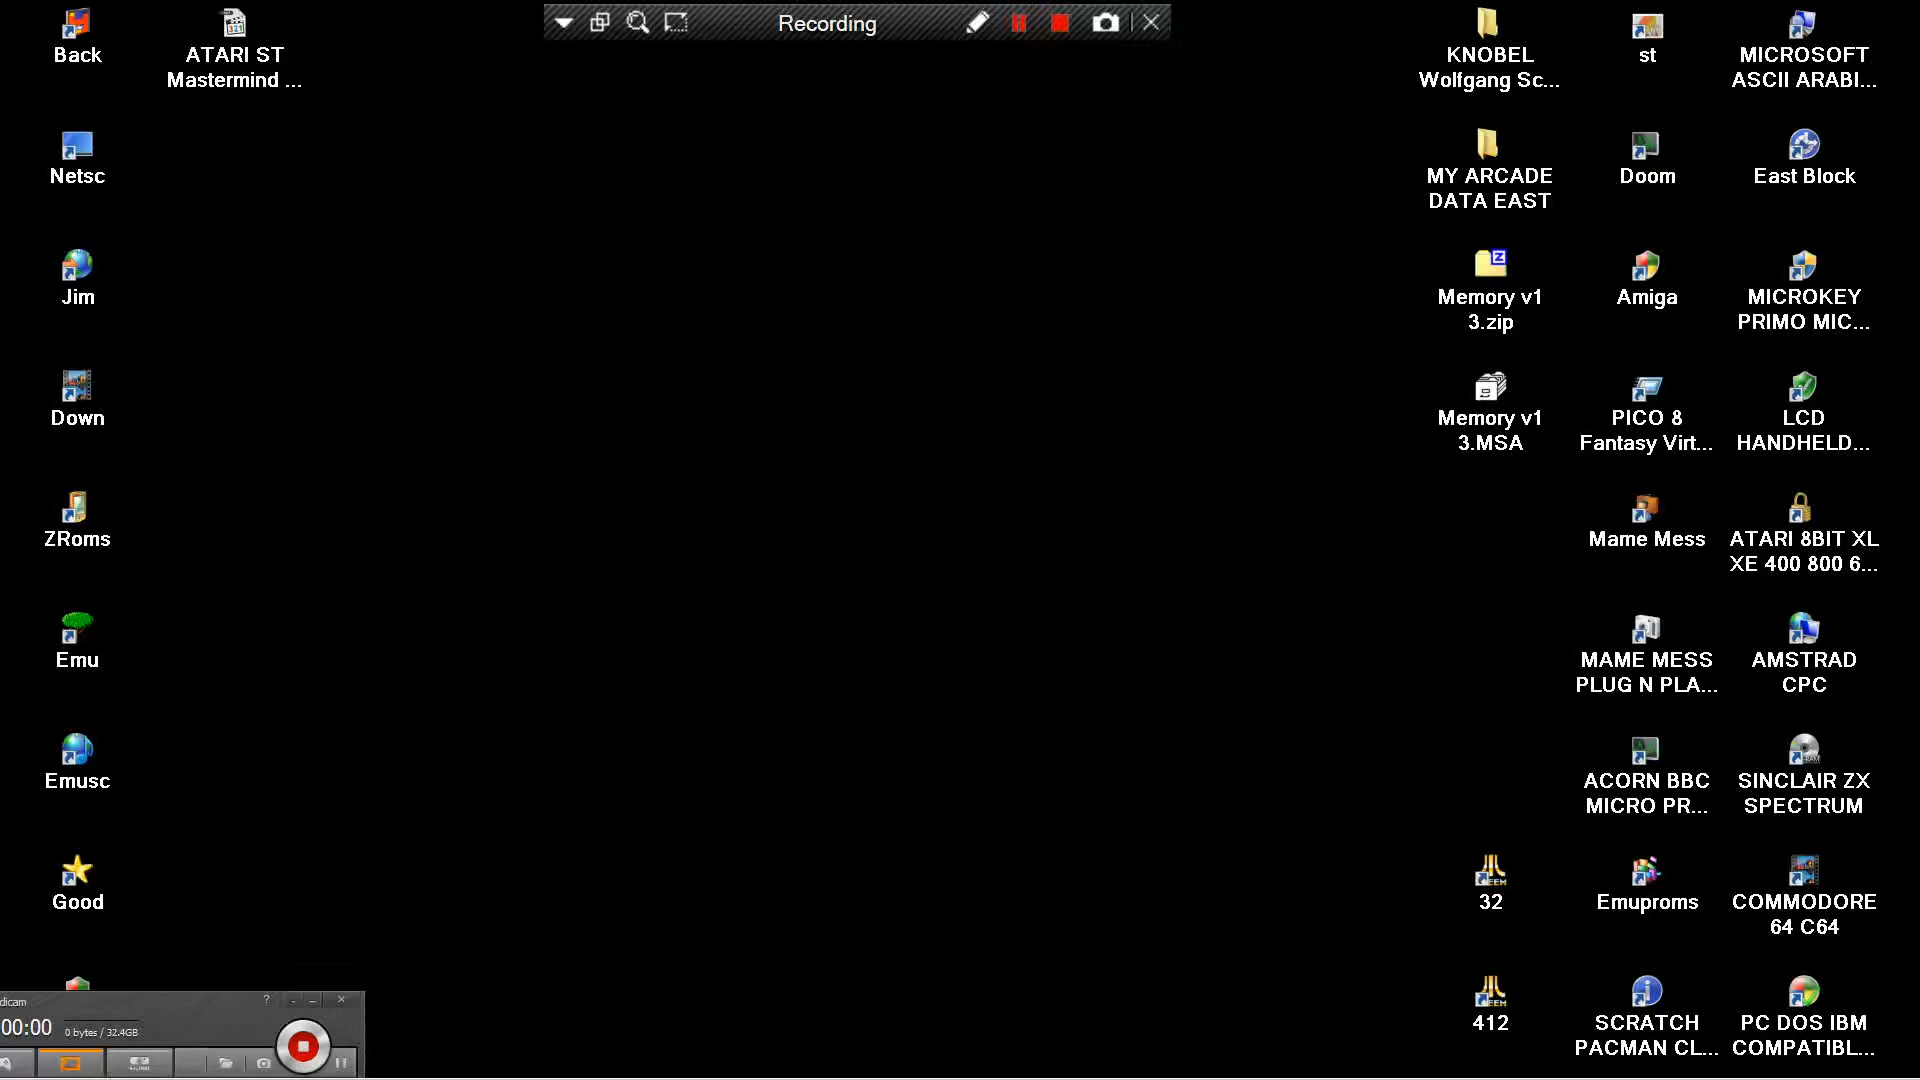 Recording
Back
ATARI ST
Mastermind ...
Netsc
Jim
Down
ZRoms
Emu
Emusc
Good
KNOBEL
Wolfgang Sc...
MY ARCADE
DATA EAST
Memory v1
3.zip
Memory v1
3.MSA
32
412
st
Doom
Amiga
PICO 8
Fantasy Virt...
Mame Mess
MAME MESS
PLUG N PLA...
ACORN BBC
MICRO PR...
Emuproms
SCRATCH
PACMAN CL...
MICROSOFT
ASCII ARABI...
East Block
MICROKEY
PRIMO MIC...
LCD
HANDHELD...
ATARI 8BIT XL
XE 400 800 6...
AMSTRAD
CPC
SINCLAIR ZX
SPECTRUM
COMMODORE
64 C64
PC DOS IBM
COMPATIBL...
dicam
00:00
0 bytes / 32.4GB